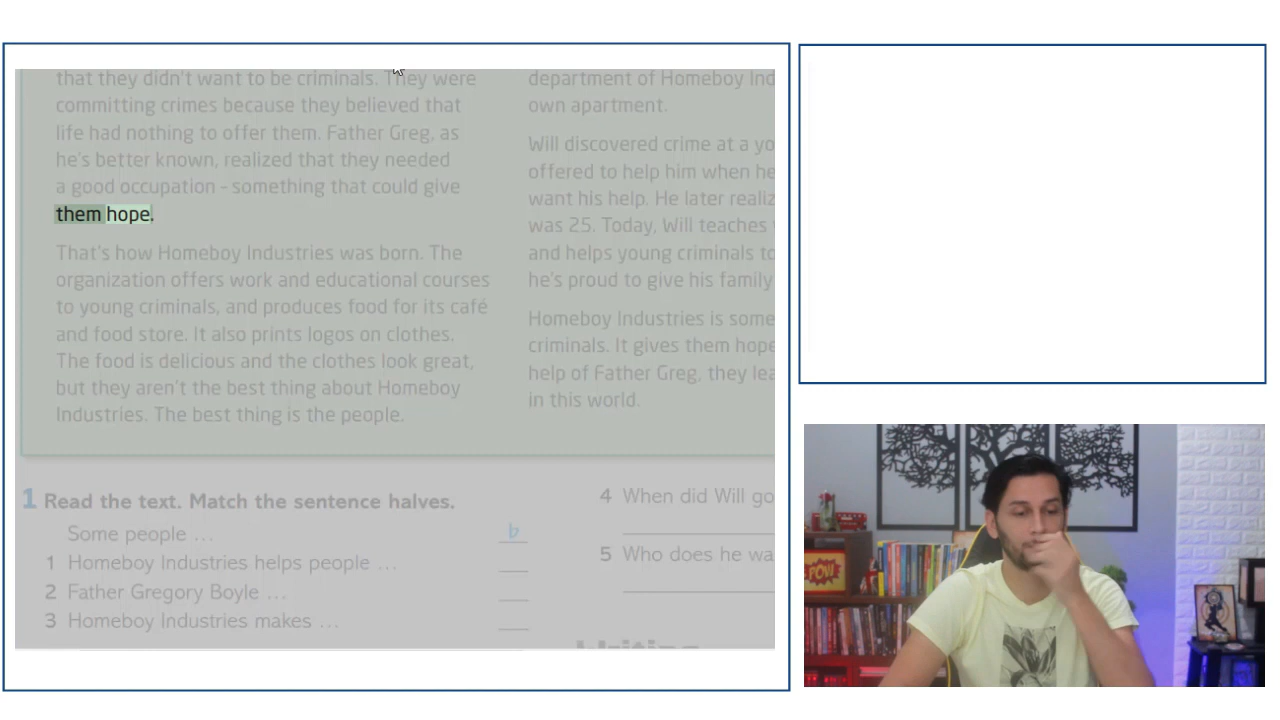 that they didn't want to be criminals. They were
committing crimes because they believed that
life had nothing to offer them. Father Greg, as
he's better known, realized that they needed
a good occupation – something that could give
them hope.
That's how Homeboy Industries was born. The
organization offers work and educational courses
to young criminals, and produces food for its café
and food store. It also prints logos on clothes.
The food is delicious and the clothes look great,
but they aren't the best thing about Homeboy
Industries. The best thing is the people.
department of Homeboy Ind
own apartment.
Will discovered crime at a yo
offered to help him when he
want his help. He later realiz
was 25. Today, Will teaches
and helps young criminals to
he's proud to give his family
Homeboy Industries is some
criminals. It gives them hope
help of Father Greg, they lea
in this world.
1 Read the text. Match the sentence halves.
Some people ... b
1 Homeboy Industries helps people ...
2 Father Gregory Boyle ...
3 Homeboy Industries makes ...
4 When did Will go
5 Who does he wa
POW!